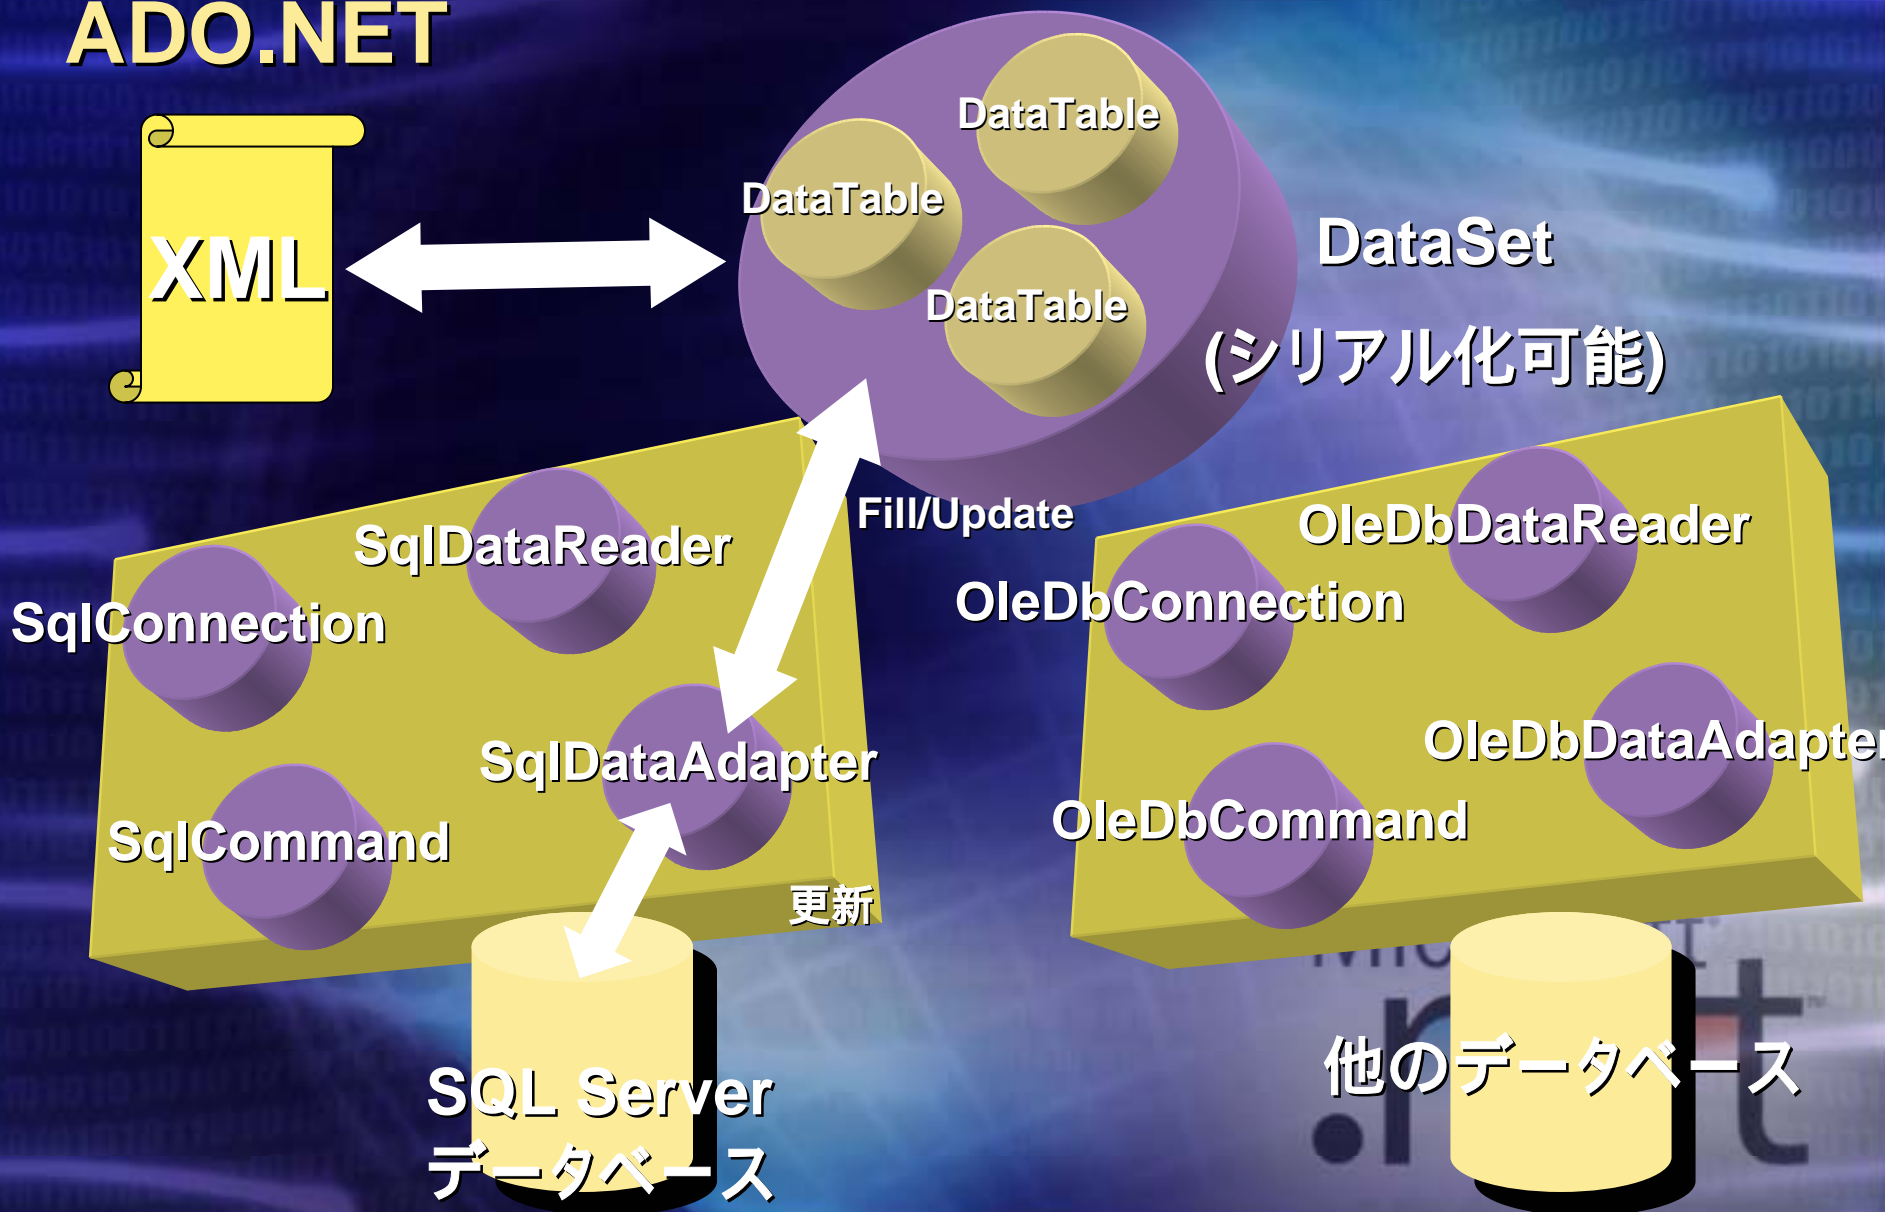 ADO.NET
DataTable
DataTable
DataTable
XML
DataSet
(シリアル化可能)
Fill/Update
SqlDataReader
SqlConnection
SqlDataAdapter
SqlCommand
更新
OleDbDataReader
OleDbConnection
OleDbDataAdapter
OleDbCommand
SQL Server
データベース
他のデータベース